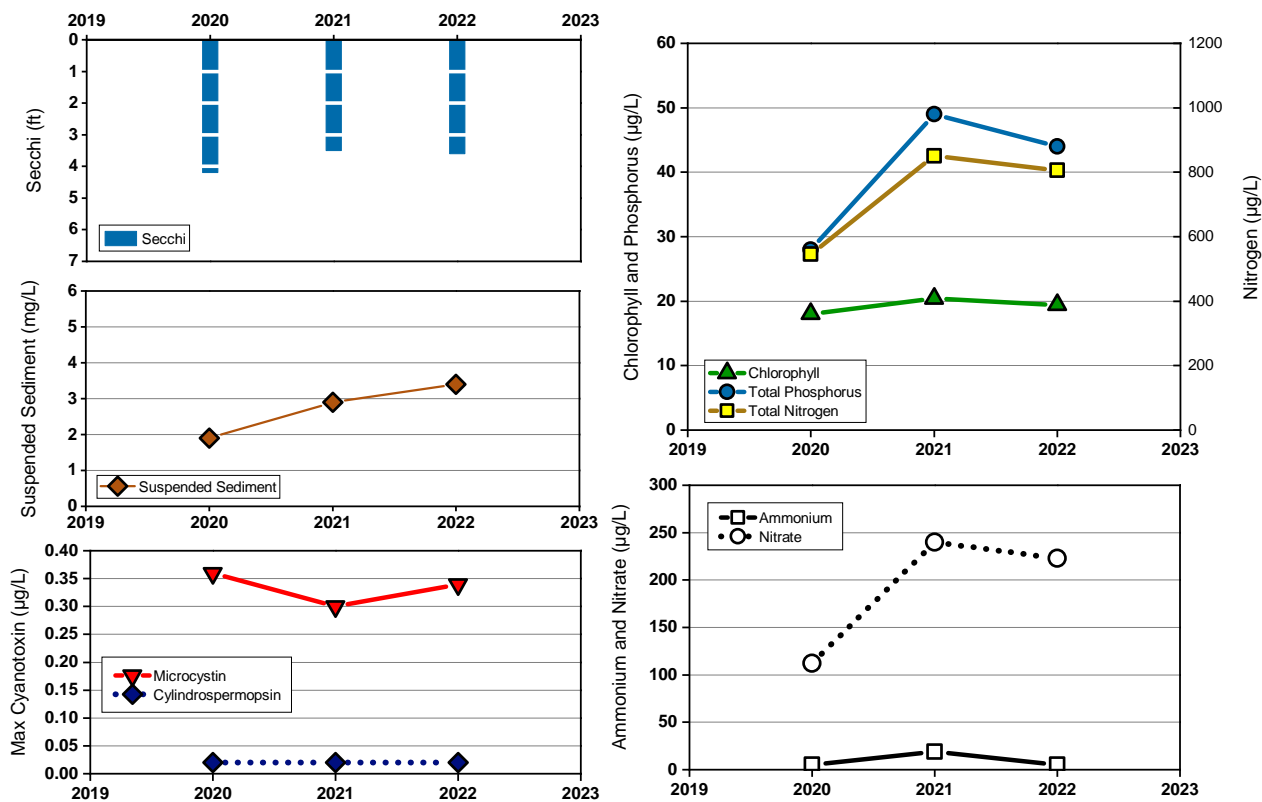 2019 2020 2021 2022 2023
0
1
2
3
4
5
6
7
Secchi (ft)
Secchi
6
5
4
3
2
1
0
Suspended Sediment (mg/L)
Suspended Sediment
2019 2020 2021 2022 2023
0.40
0.35
0.30
0.25
0.20
0.15
0.10
0.05
0.00
Max Cyanotoxin (µg/L)
Microcystin
Cylindrospermopsin
2019 2020 2021 2022 2023
60
50
40
30
20
10
0
Chlorophyll and Phosphorus (µg/L)
1200
1000
800
600
400
200
0
Nitrogen (µg/L)
Chlorophyll
Total Phosphorus
Total Nitrogen
2019 2020 2021 2022 2023
300
250
200
150
100
50
0
Ammonium and Nitrate (µg/L)
Ammonium
Nitrate
2019 2020 2021 2022 2023